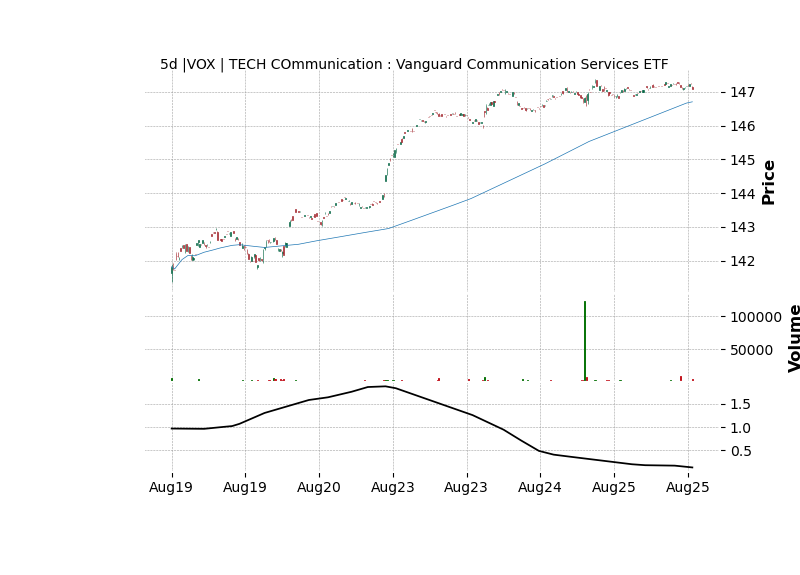 5d |VOX | TECH COmmunication : Vanguard Communication Services ETF
147
146
145
144
143
142
Price
100000
50000
Volume
1.5
1.0
0.5
Aug19 Aug19 Aug20 Aug23 Aug23 Aug24 Aug25 Aug25